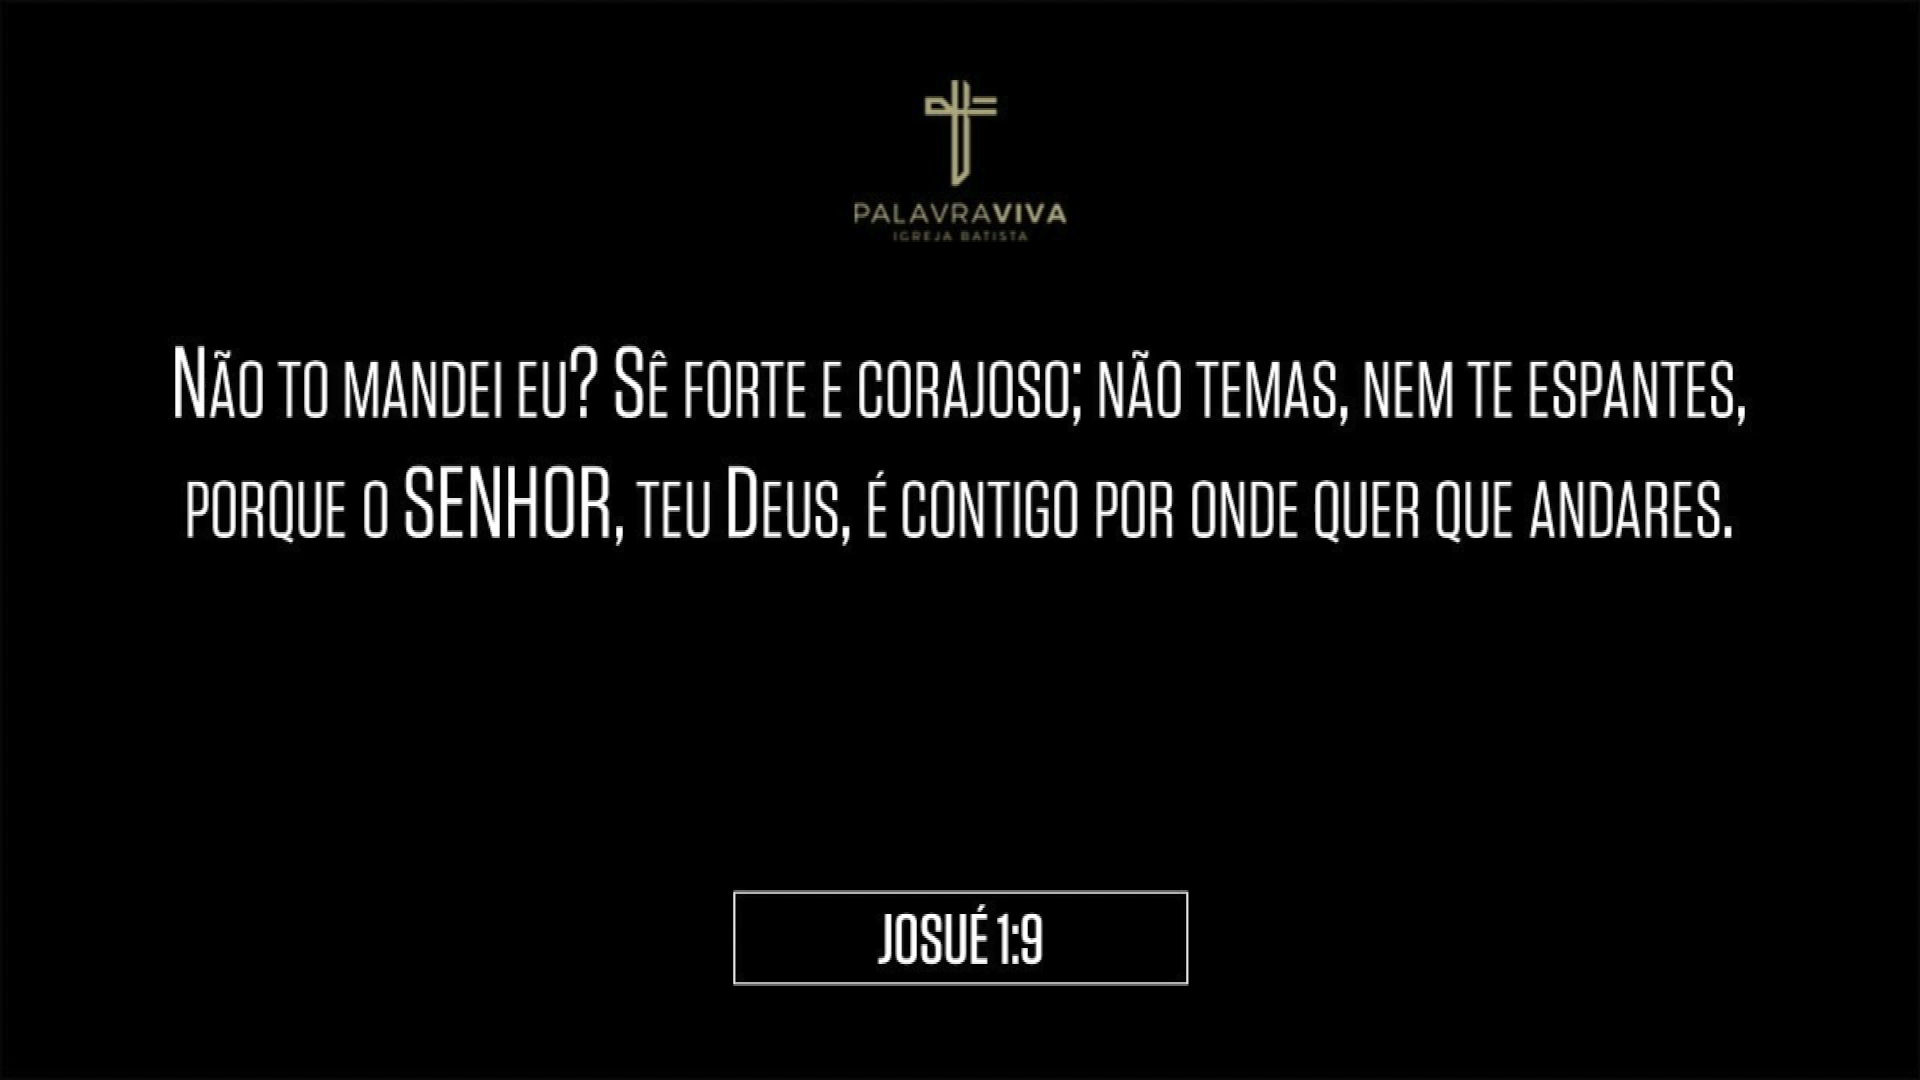 PALAVRAVIVA
IGREJA BATISTA
Não to mandei eu? Sê forte e corajoso; não temas, nem te espantes,
porque o SENHOR, teu Deus, é contigo por onde quer que andares.
JOSUÉ 1:9